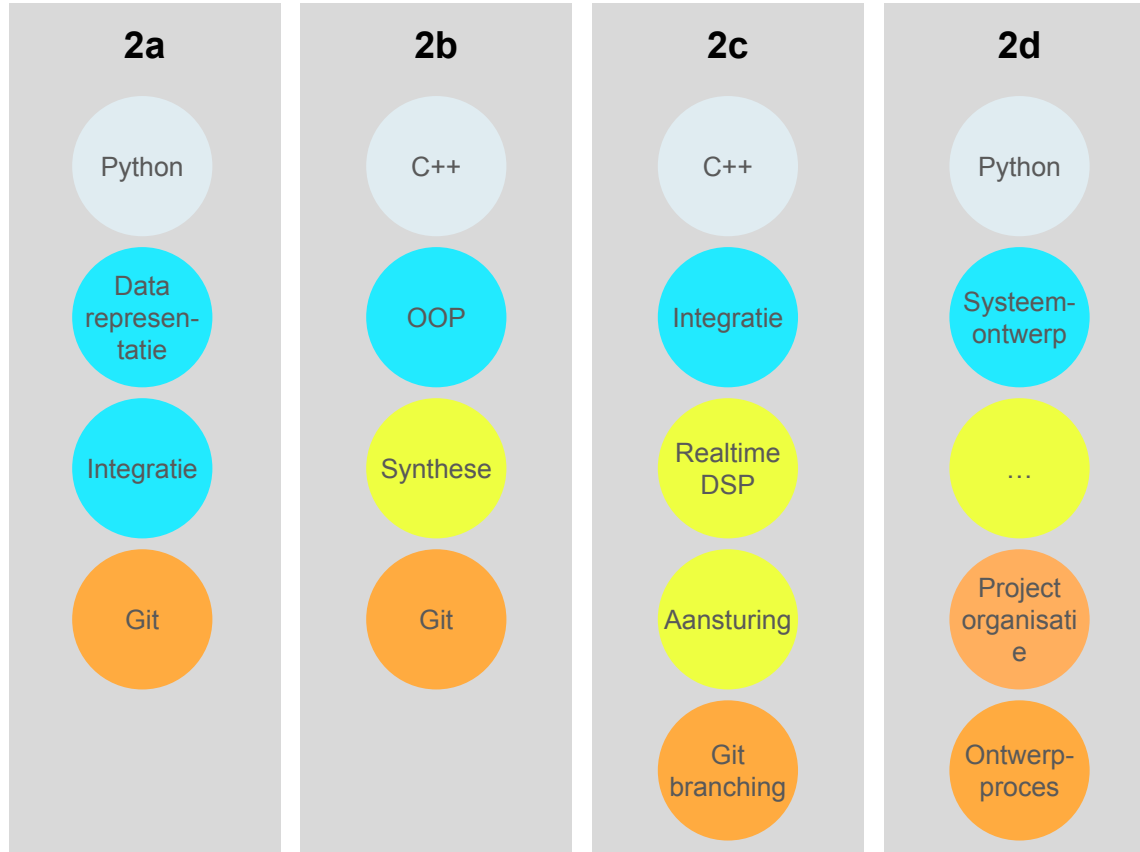 2a
Python
Data
represen-
tatie
Integratie
Git
2b
C++
OOP
Synthese
Git
2c
C++
Integratie
Realtime
DSP
Aansturing
Git
branching
2d
Python
Systeem-
ontwerp
…
Project
organisati
e
Ontwerp-
proces